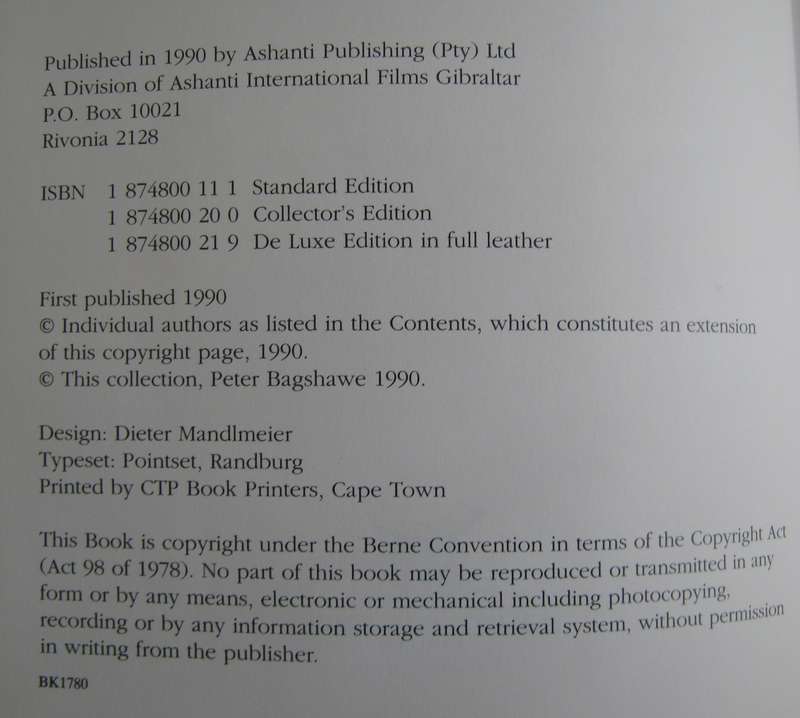 Published in 1990 by Ashanti Publishing (Pty) Ltd
A Division of Ashanti International Films Gibraltar
P.O. Box 10021
Rivonia 2128
ISBN 1 874800 11 1 Standard Edition
1 874800 20 0 Collector's Edition
1 874800 21 9 De Luxe Edition in full leather
First published 1990
© Individual authors as listed in the Contents, which constitutes an extension
of this copyright page, 1990.
© This collection, Peter Bagshawe 1990.
Design: Dieter Mandlmeier
Typeset: Pointset, Randburg
Printed by CTP Book Printers, Cape Town
This Book is copyright under the Berne Convention in terms of the Copyright Act
(Act 98 of 1978). No part of this book may be reproduced or transmitted in any
form or by any means, electronic or mechanical including photocopying,
recording or by any information storage and retrieval system, without permission
in writing from the publisher.
BK1780